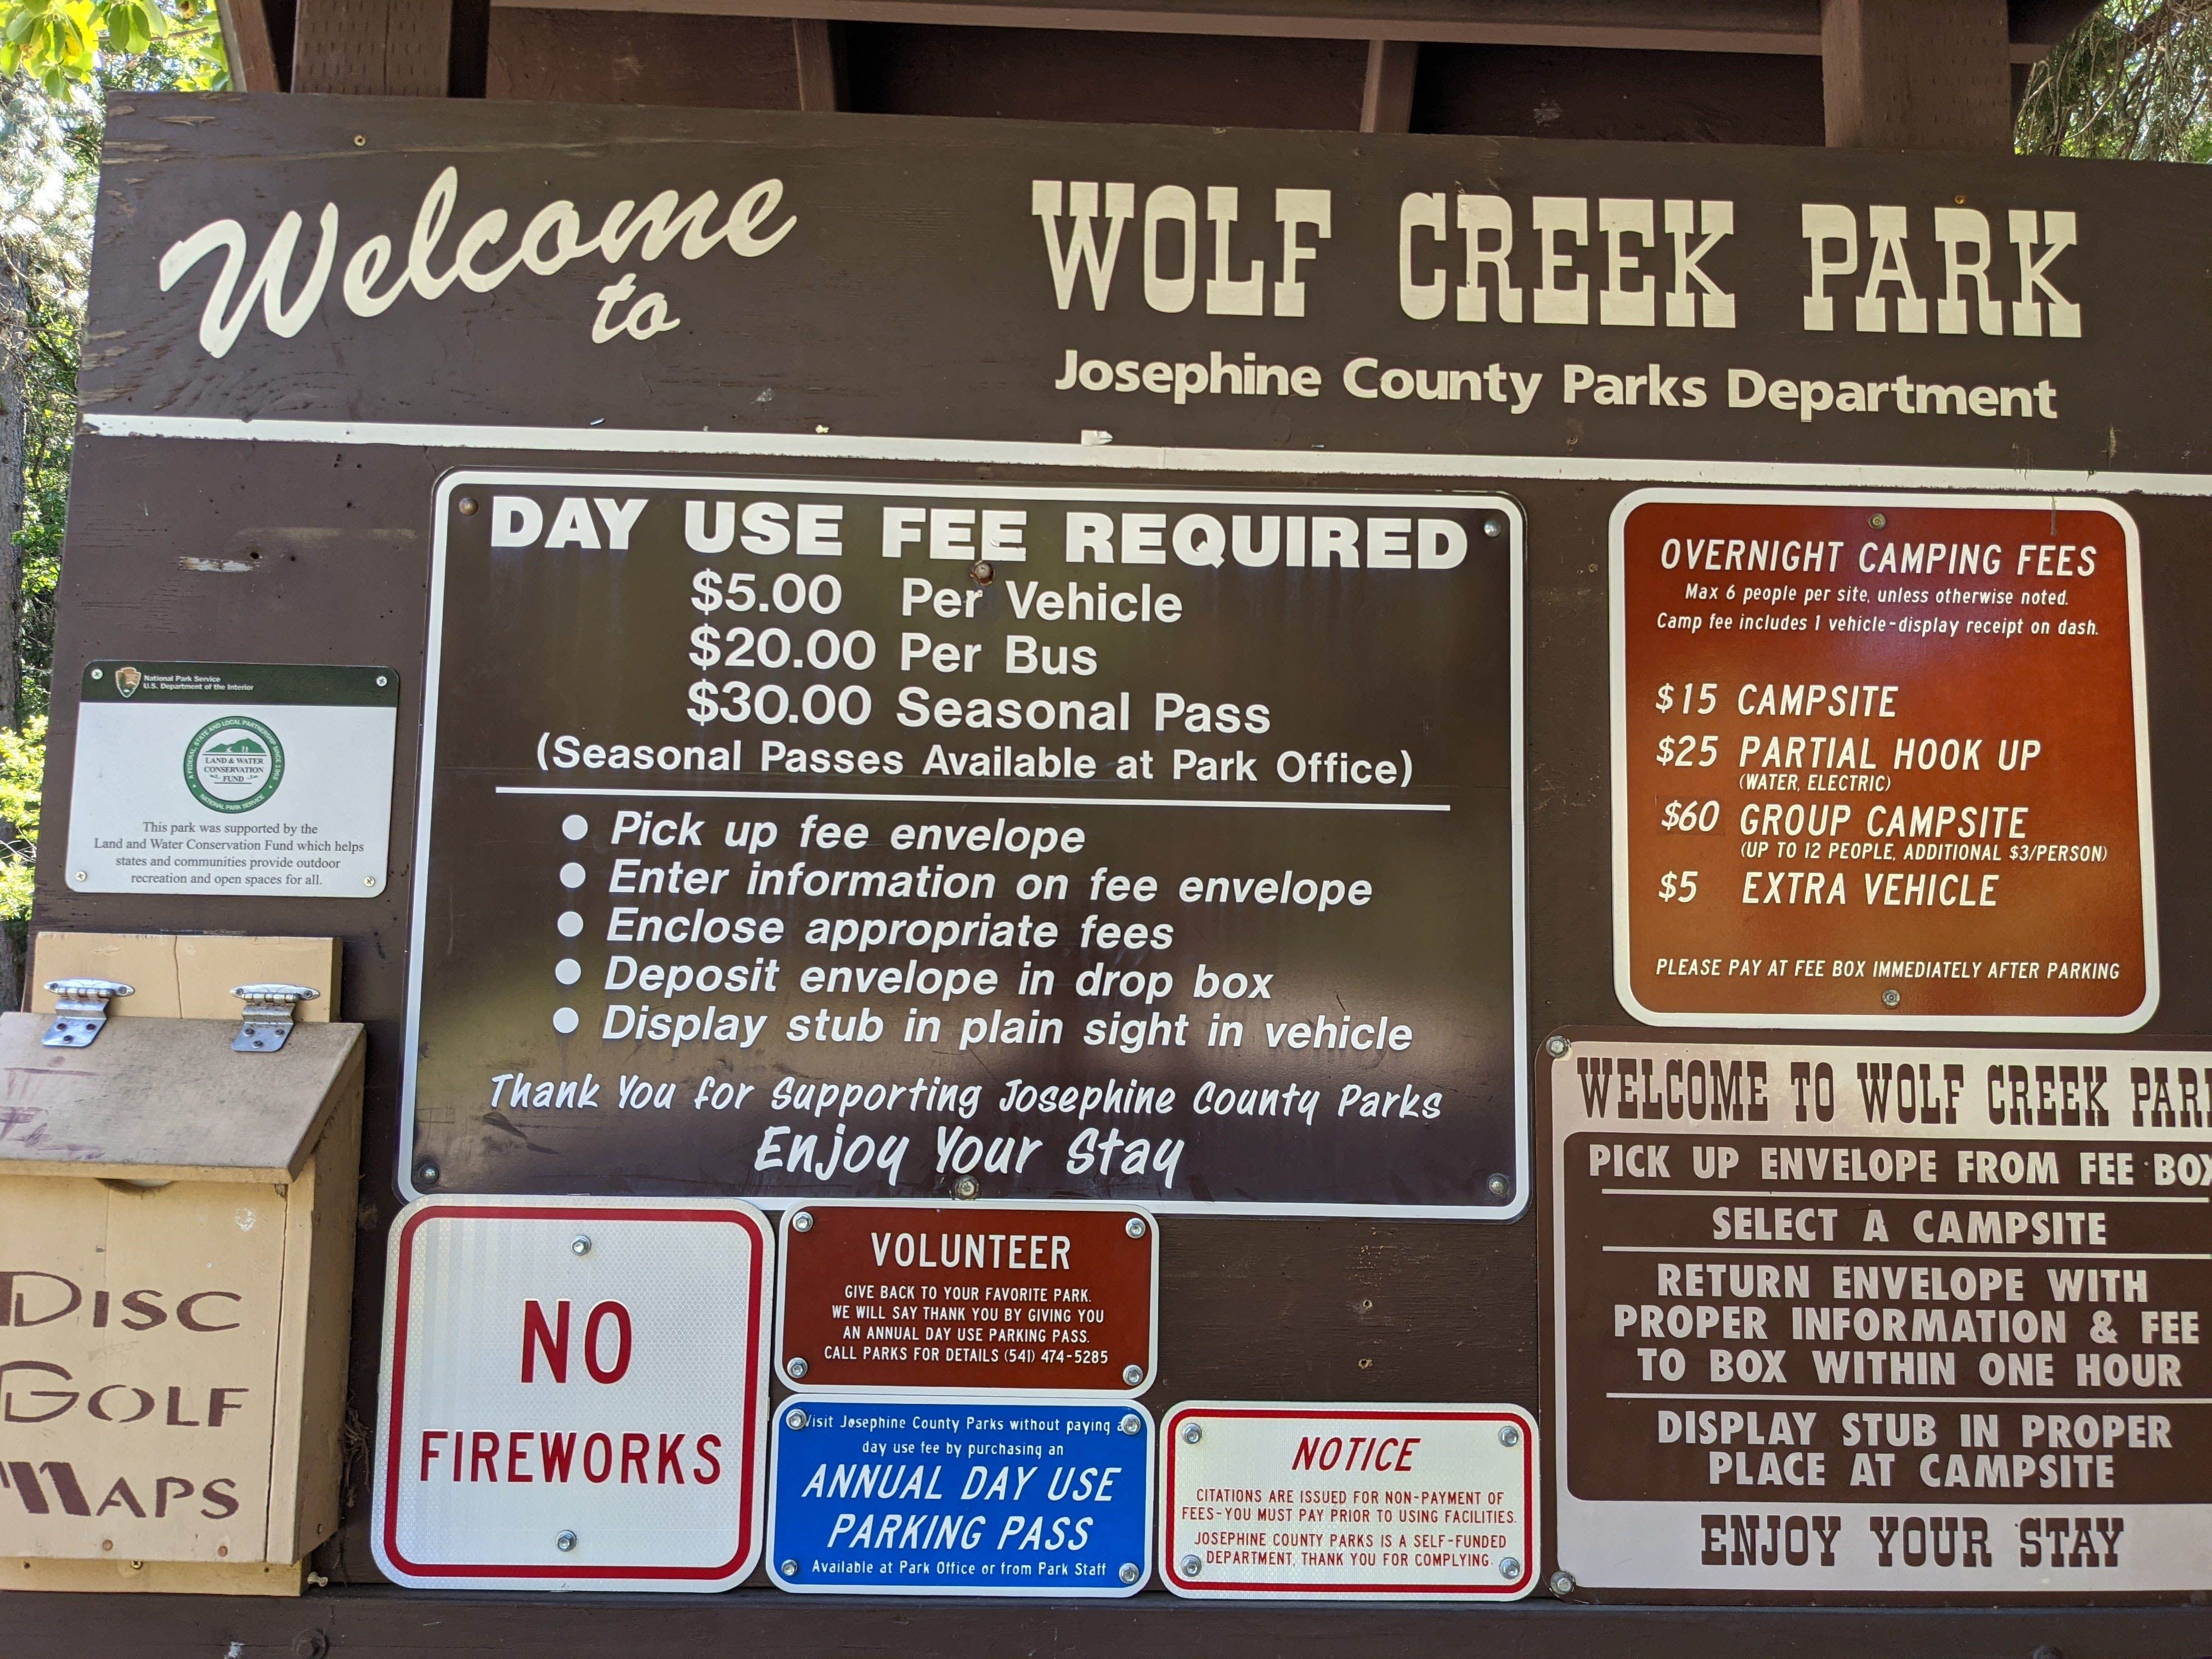 Welcome
to
WOLF CREEK PARK
Josephine County Parks Department
DAY USE FEE REQUIRED
$5.00 Per Vehicle
$20.00 Per Bus
$30.00 Seasonal Pass
(Seasonal Passes Available at Park Office)
● Pick up fee envelope
● Enter information on fee envelope
● Enclose appropriate fees
● Deposit envelope in drop box
● Display stub in plain sight in vehicle
Thank You for Supporting Josephine County Parks
Enjoy Your Stay
OVERNIGHT CAMPING FEES
Max 6 people per site, unless otherwise noted.
Camp fee includes 1 vehicle-display receipt on dash.
$15 CAMPSITE
$25 PARTIAL HOOK UP
(WATER, ELECTRIC)
$60 GROUP CAMPSITE
(UP TO 12 PEOPLE, ADDITIONAL $3/PERSON)
$5 EXTRA VEHICLE
PLEASE PAY AT FEE BOX IMMEDIATELY AFTER PARKING
National Park Service
U.S. Department of the Interior
A FEDERAL, STATE AND LOCAL PARTNERSHIP SINCE 1965
LAND & WATER
CONSERVATION
FUND
NATIONAL PARK SERVICE
This park was supported by the
Land and Water Conservation Fund which helps
states and communities provide outdoor
recreation and open spaces for all.
DISC
GOLF
MAPS
NO
FIREWORKS
VOLUNTEER
GIVE BACK TO YOUR FAVORITE PARK.
WE WILL SAY THANK YOU BY GIVING YOU
AN ANNUAL DAY USE PARKING PASS.
CALL PARKS FOR DETAILS (541) 474-5285
Visit Josephine County Parks without paying a
day use fee by purchasing an
ANNUAL DAY USE
PARKING PASS
Available at Park Office or from Park Staff
NOTICE
CITATIONS ARE ISSUED FOR NON-PAYMENT OF
FEES-YOU MUST PAY PRIOR TO USING FACILITIES.
JOSEPHINE COUNTY PARKS IS A SELF-FUNDED
DEPARTMENT, THANK YOU FOR COMPLYING.
WELCOME TO WOLF CREEK PARK
PICK UP ENVELOPE FROM FEE BOX
SELECT A CAMPSITE
RETURN ENVELOPE WITH
PROPER INFORMATION & FEE
TO BOX WITHIN ONE HOUR
DISPLAY STUB IN PROPER
PLACE AT CAMPSITE
ENJOY YOUR STAY